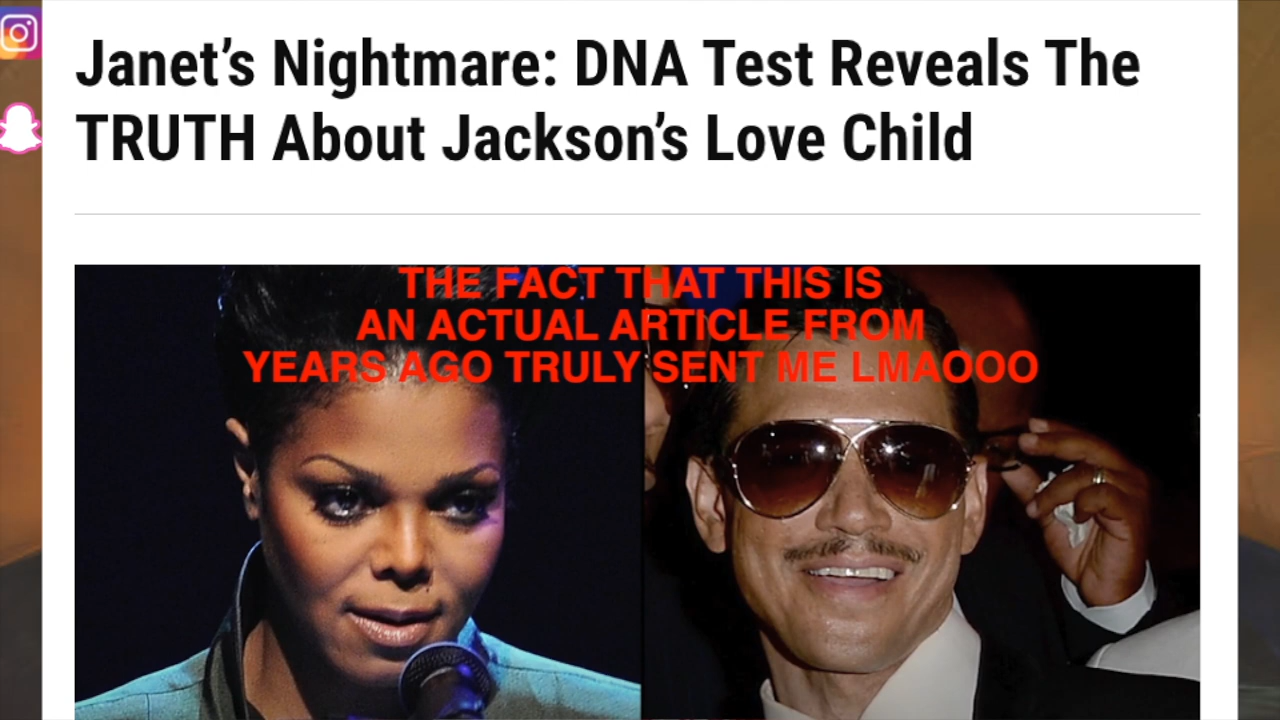 Janet’s Nightmare: DNA Test Reveals The
TRUTH About Jackson’s Love Child
THE FACT THAT THIS IS
AN ACTUAL ARTICLE FROM
YEARS AGO TRULY SENT ME LMAOOO